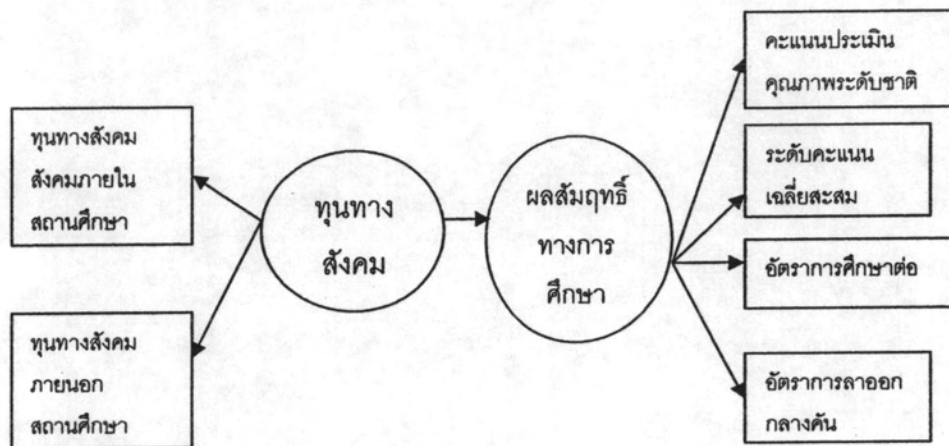 ทุนทางสังคม
สังคมภายใน
สถานศึกษา
ทุนทางสังคม
ภายนอก
สถานศึกษา
ทุนทาง
สังคม
ผลสัมฤทธิ์
ทางการ
ศึกษา
คะแนนประเมิน
คุณภาพระดับชาติ
ระดับคะแนน
เฉลี่ยสะสม
อัตราการศึกษาต่อ
อัตราการลาออก
กลางคัน